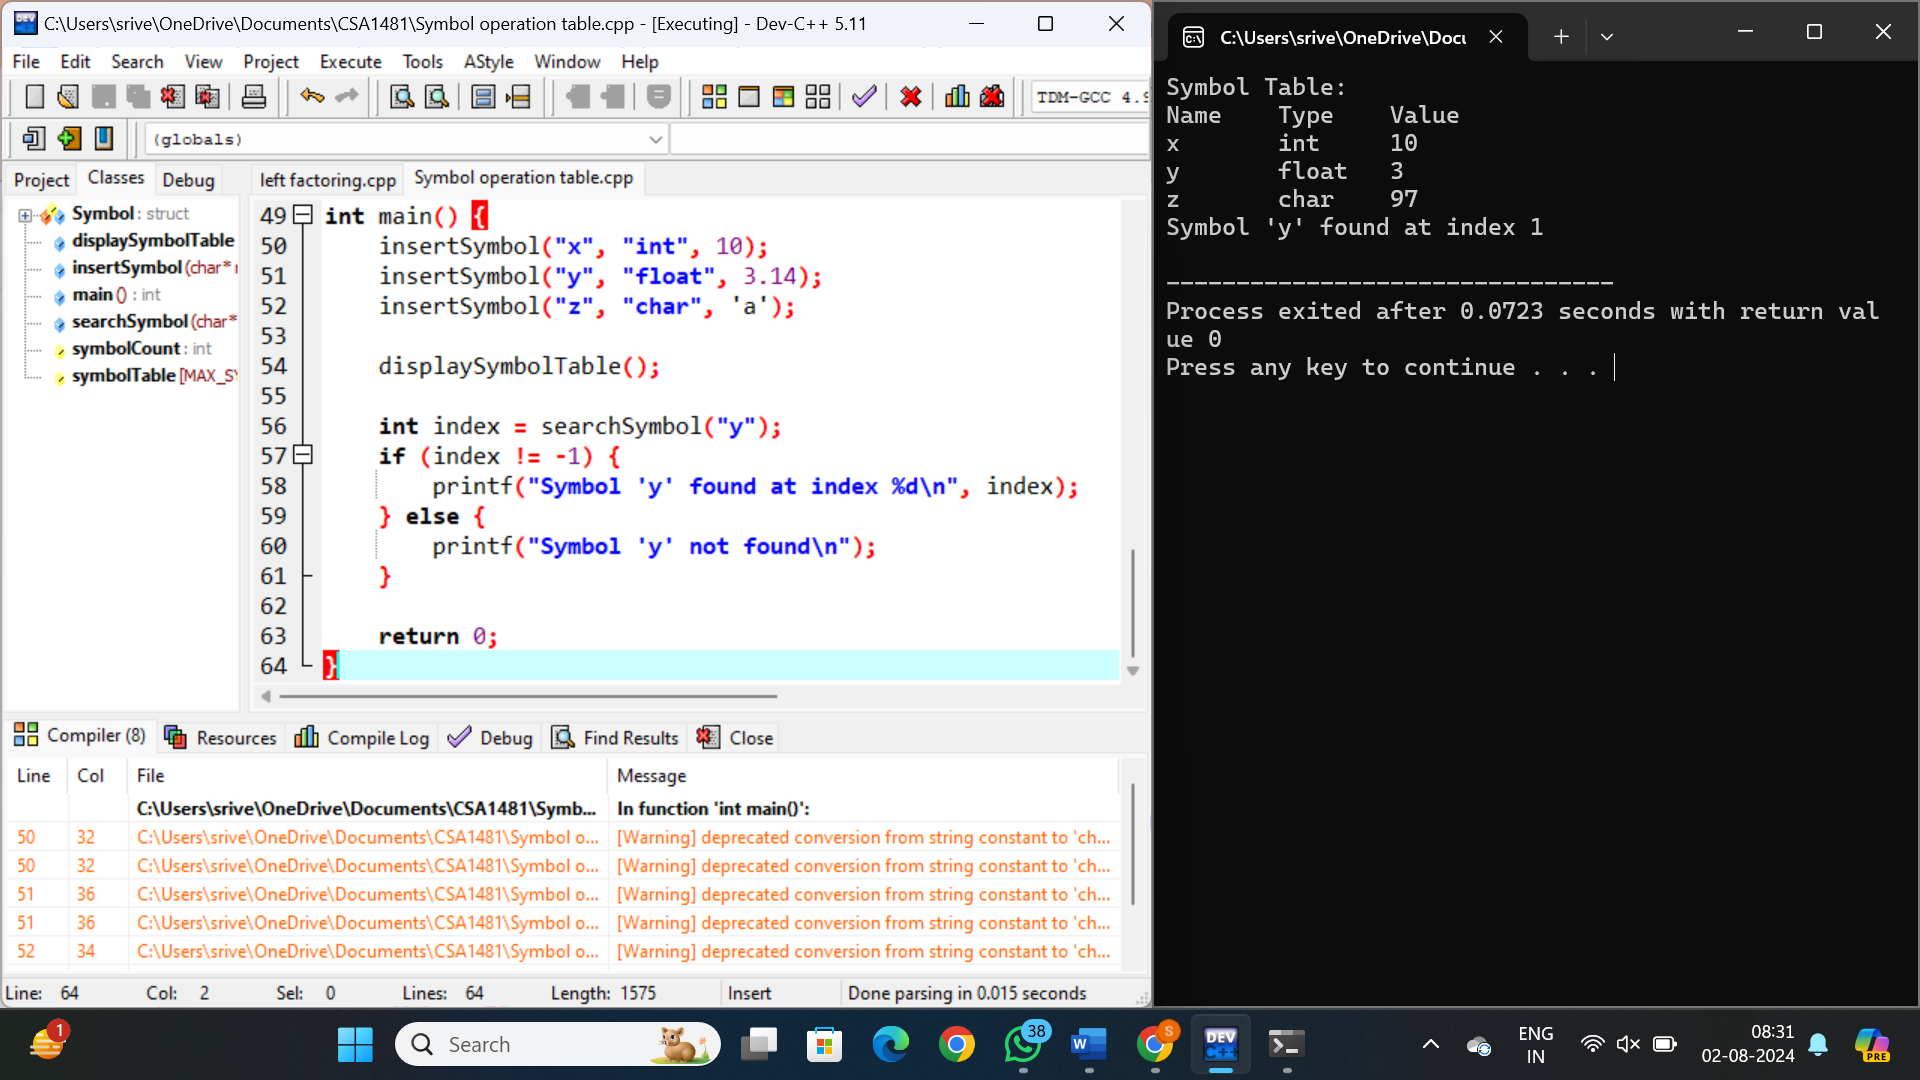 C:\Users\srive\OneDrive\Documents\CSA1481\Symbol operation table.cpp - [Executing] - Dev-C++ 5.11
File Edit Search View Project Execute Tools AStyle Window Help
TDM-GCC 4.9
(globals)
Project Classes Debug
Symbol : struct
displaySymbolTable
insertSymbol (char*
main () : int
searchSymbol (char*
symbolCount : int
symbolTable [MAX_SY
left factoring.cpp Symbol operation table.cpp
49 int main() {
50 insertSymbol("x", "int", 10);
51 insertSymbol("y", "float", 3.14);
52 insertSymbol("z", "char", 'a');
53
54 displaySymbolTable();
55
56 int index = searchSymbol("y");
57 if (index != -1) {
58 printf("Symbol 'y' found at index %d\n", index);
59 } else {
60 printf("Symbol 'y' not found\n");
61 }
62
63 return 0;
64 }
Compiler (8) Resources Compile Log Debug Find Results Close
Line Col File Message
C:\Users\srive\OneDrive\Documents\CSA1481\Symb... In function 'int main()':
50 32 C:\Users\srive\OneDrive\Documents\CSA1481\Symbol o... [Warning] deprecated conversion from string constant to 'ch...
50 32 C:\Users\srive\OneDrive\Documents\CSA1481\Symbol o... [Warning] deprecated conversion from string constant to 'ch...
51 36 C:\Users\srive\OneDrive\Documents\CSA1481\Symbol o... [Warning] deprecated conversion from string constant to 'ch...
51 36 C:\Users\srive\OneDrive\Documents\CSA1481\Symbol o... [Warning] deprecated conversion from string constant to 'ch...
52 34 C:\Users\srive\OneDrive\Documents\CSA1481\Symbol o... [Warning] deprecated conversion from string constant to 'ch...
Line: 64 Col: 2 Sel: 0 Lines: 64 Length: 1575 Insert Done parsing in 0.015 seconds
C:\Users\srive\OneDrive\Docu
Symbol Table:
Name Type Value
x int 10
y float 3
z char 97
Symbol 'y' found at index 1
--------------------------------
Process exited after 0.0723 seconds with return val
ue 0
Press any key to continue . . .
1
Search
38
W
S
DEV
C++
ENG
IN
08:31
02-08-2024
PRE